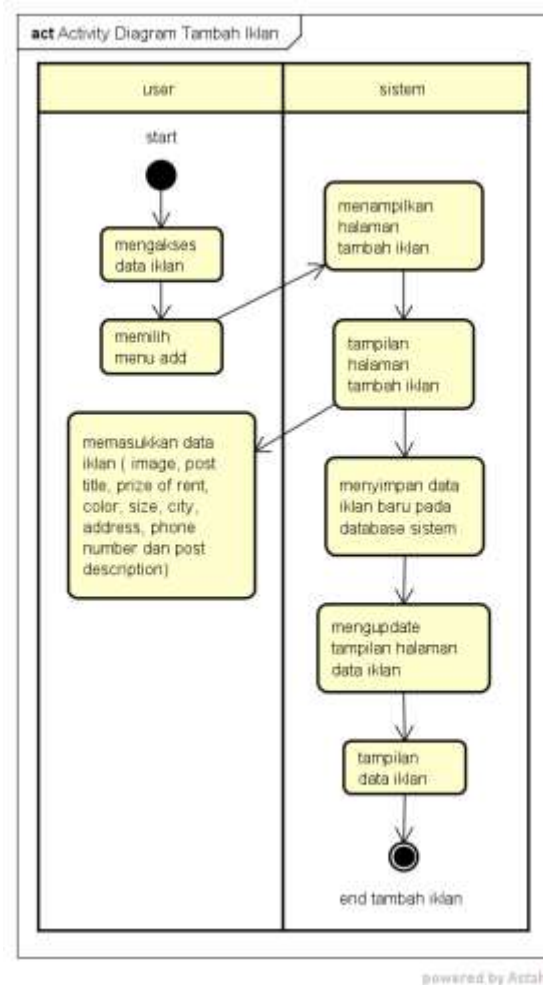 act Activity Diagram Tambah Iklan
user
sistem
start
mengakses
data iklan
memilih
menu add
menampilkan
halaman
tambah iklan
tampilan
halaman
tambah iklan
memasukkan data
iklan ( image, post
title, prize of rent,
color, size, city,
address, phone
number dan post
description)
menyimpan data
iklan baru pada
database sistem
mengupdate
tampilan halaman
data iklan
tampilan
data iklan
end tambah iklan
powered by Astah